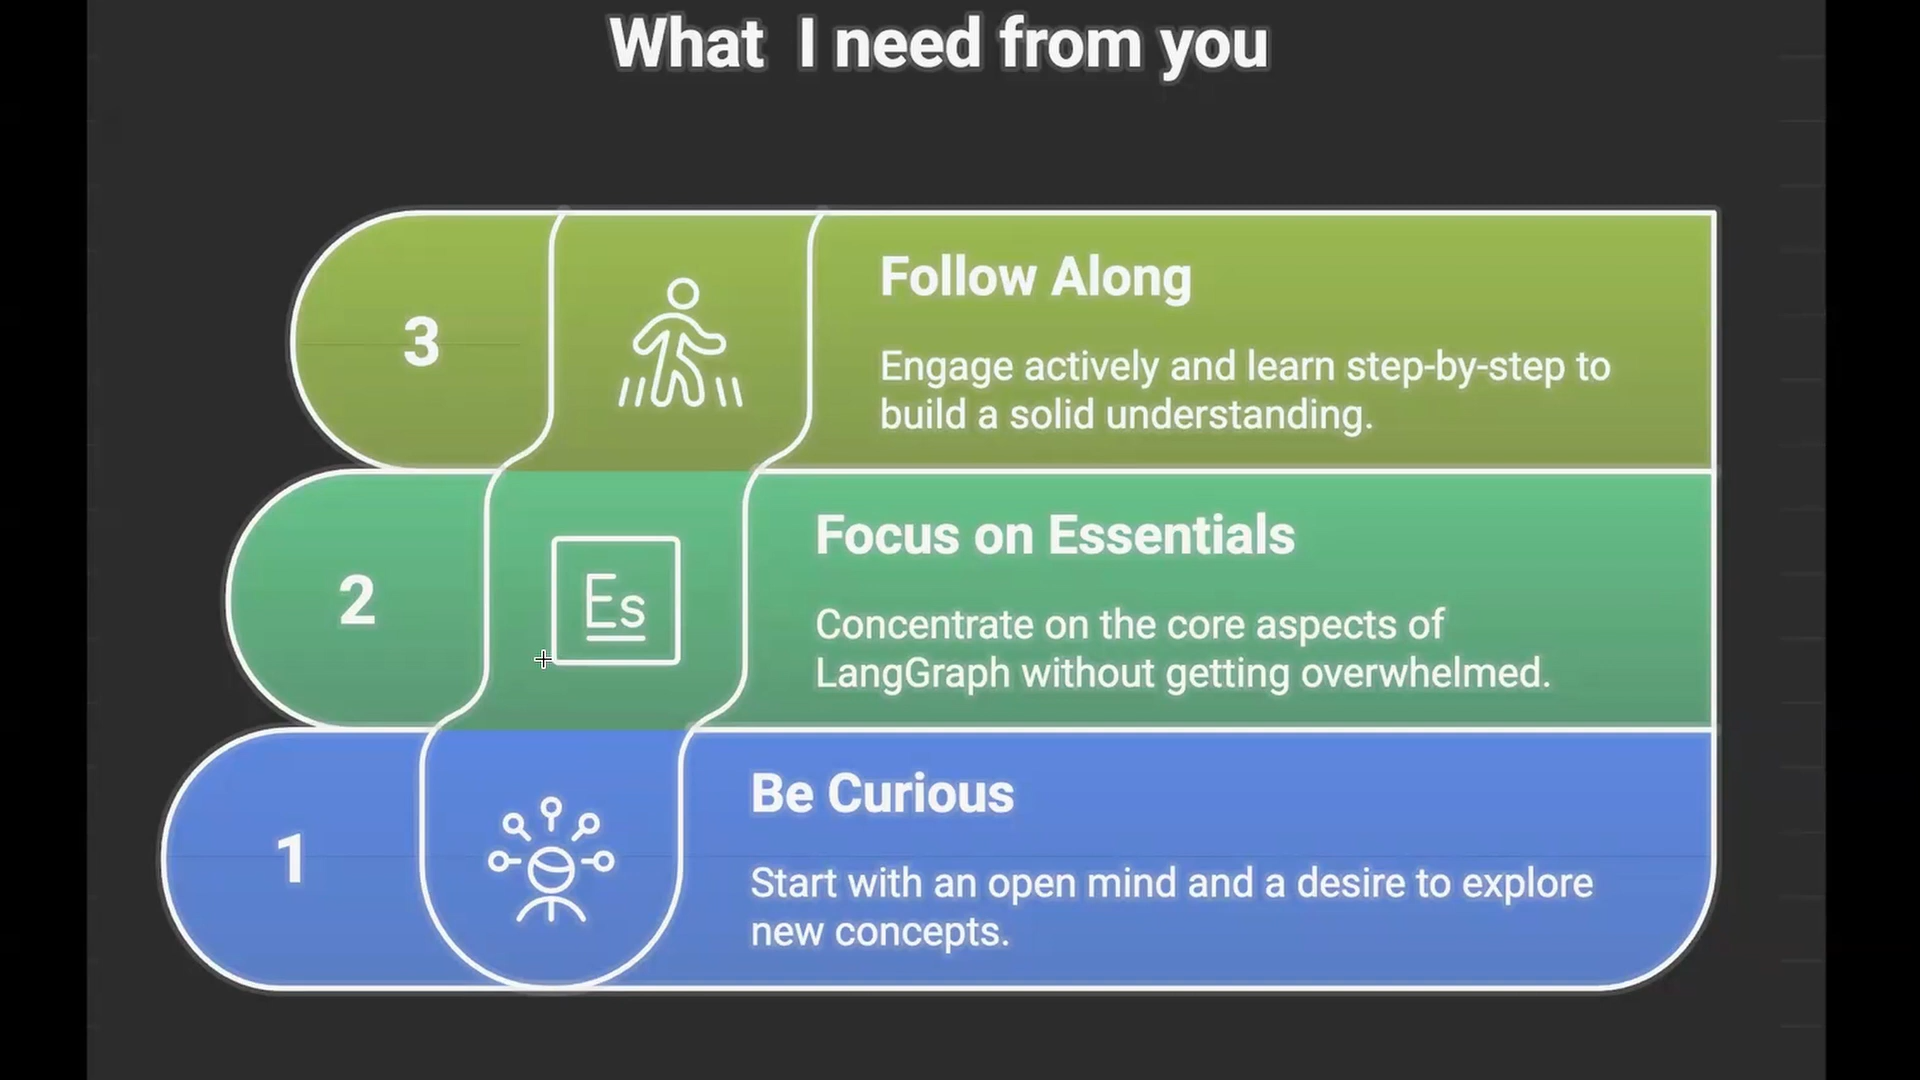 What I need from you
3
Follow Along
Engage actively and learn step-by-step to
build a solid understanding.
2
Es
Focus on Essentials
Concentrate on the core aspects of
LangGraph without getting overwhelmed.
1
Be Curious
Start with an open mind and a desire to explore
new concepts.